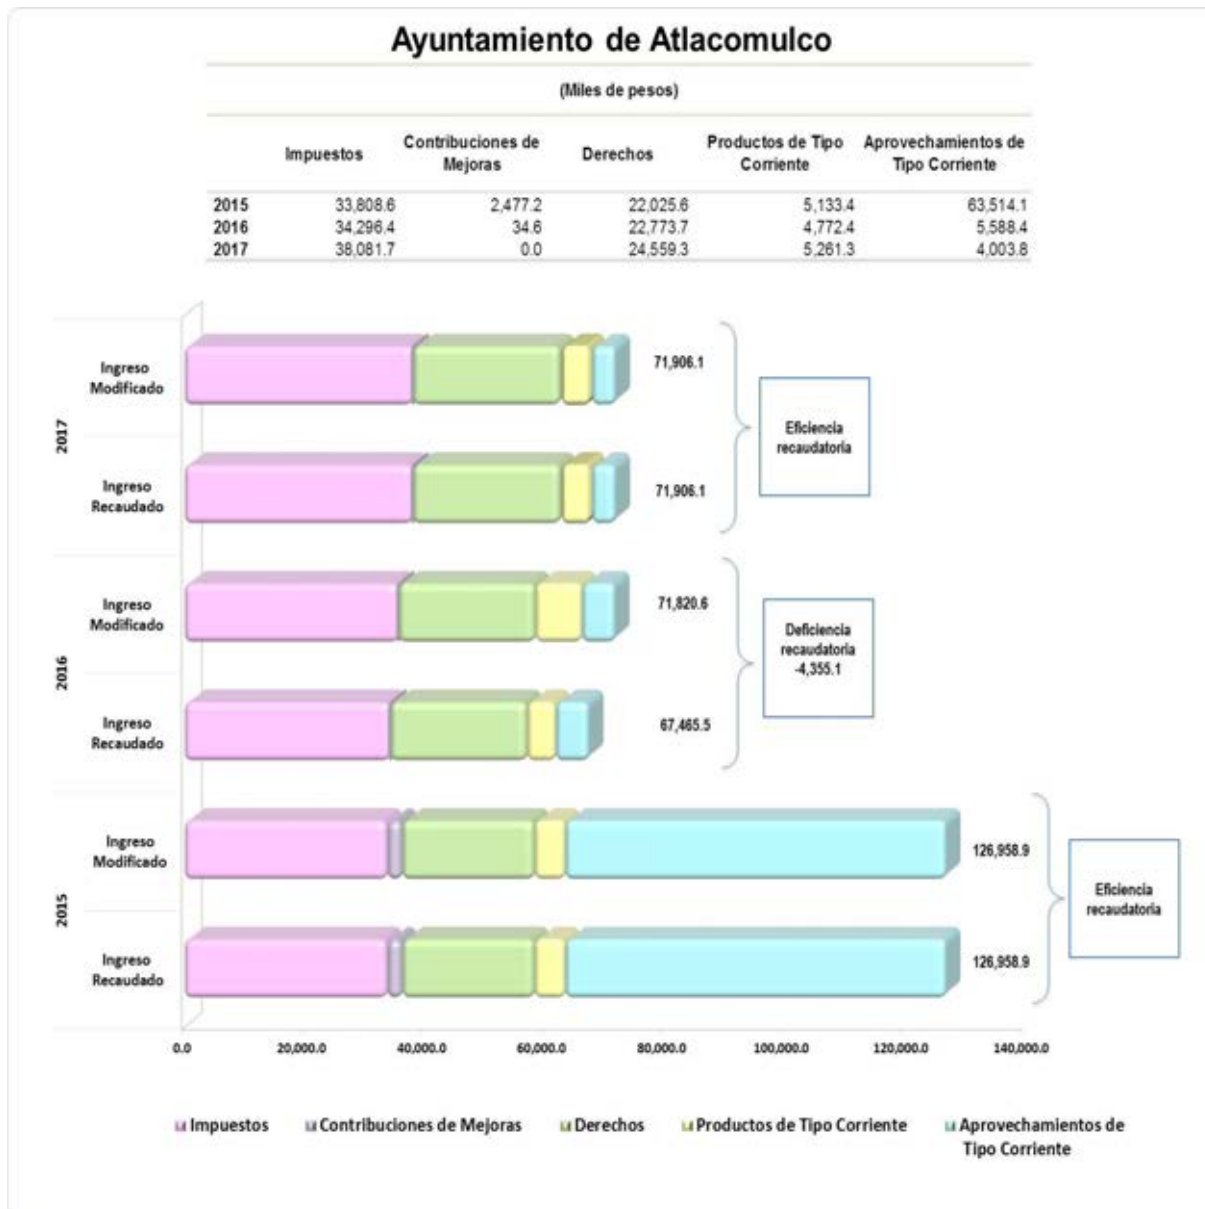 Ayuntamiento de Atlacomulco
(Miles de pesos)
Impuestos Contribuciones de Mejoras Derechos Productos de Tipo Corriente Aprovechamientos de Tipo Corriente
2015 33,808.6 2,477.2 22,025.6 5,133.4 63,514.1
2016 34,296.4 34.6 22,773.7 4,772.4 5,588.4
2017 38,081.7 0.0 24,559.3 5,261.3 4,003.8
2017
Ingreso
Modificado
71,906.1
Ingreso
Recaudado
71,906.1
Eficiencia
recaudatoria
2016
Ingreso
Modificado
71,820.6
Ingreso
Recaudado
67,465.5
Deficiencia
recaudatoria
-4,355.1
2015
Ingreso
Modificado
126,958.9
Ingreso
Recaudado
126,958.9
Eficiencia
recaudatoria
0.0 20,000.0 40,000.0 60,000.0 80,000.0 100,000.0 120,000.0 140,000.0
Impuestos Contribuciones de Mejoras Derechos Productos de Tipo Corriente Aprovechamientos de
Tipo Corriente